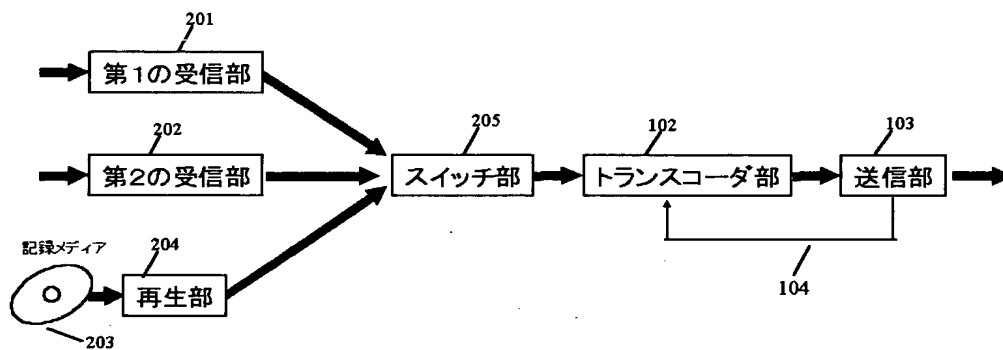 201
第1の受信部
202
第2の受信部
205
スイッチ部
102
トランスコーダ部
103
送信部
104
記録メディア
203
204
再生部